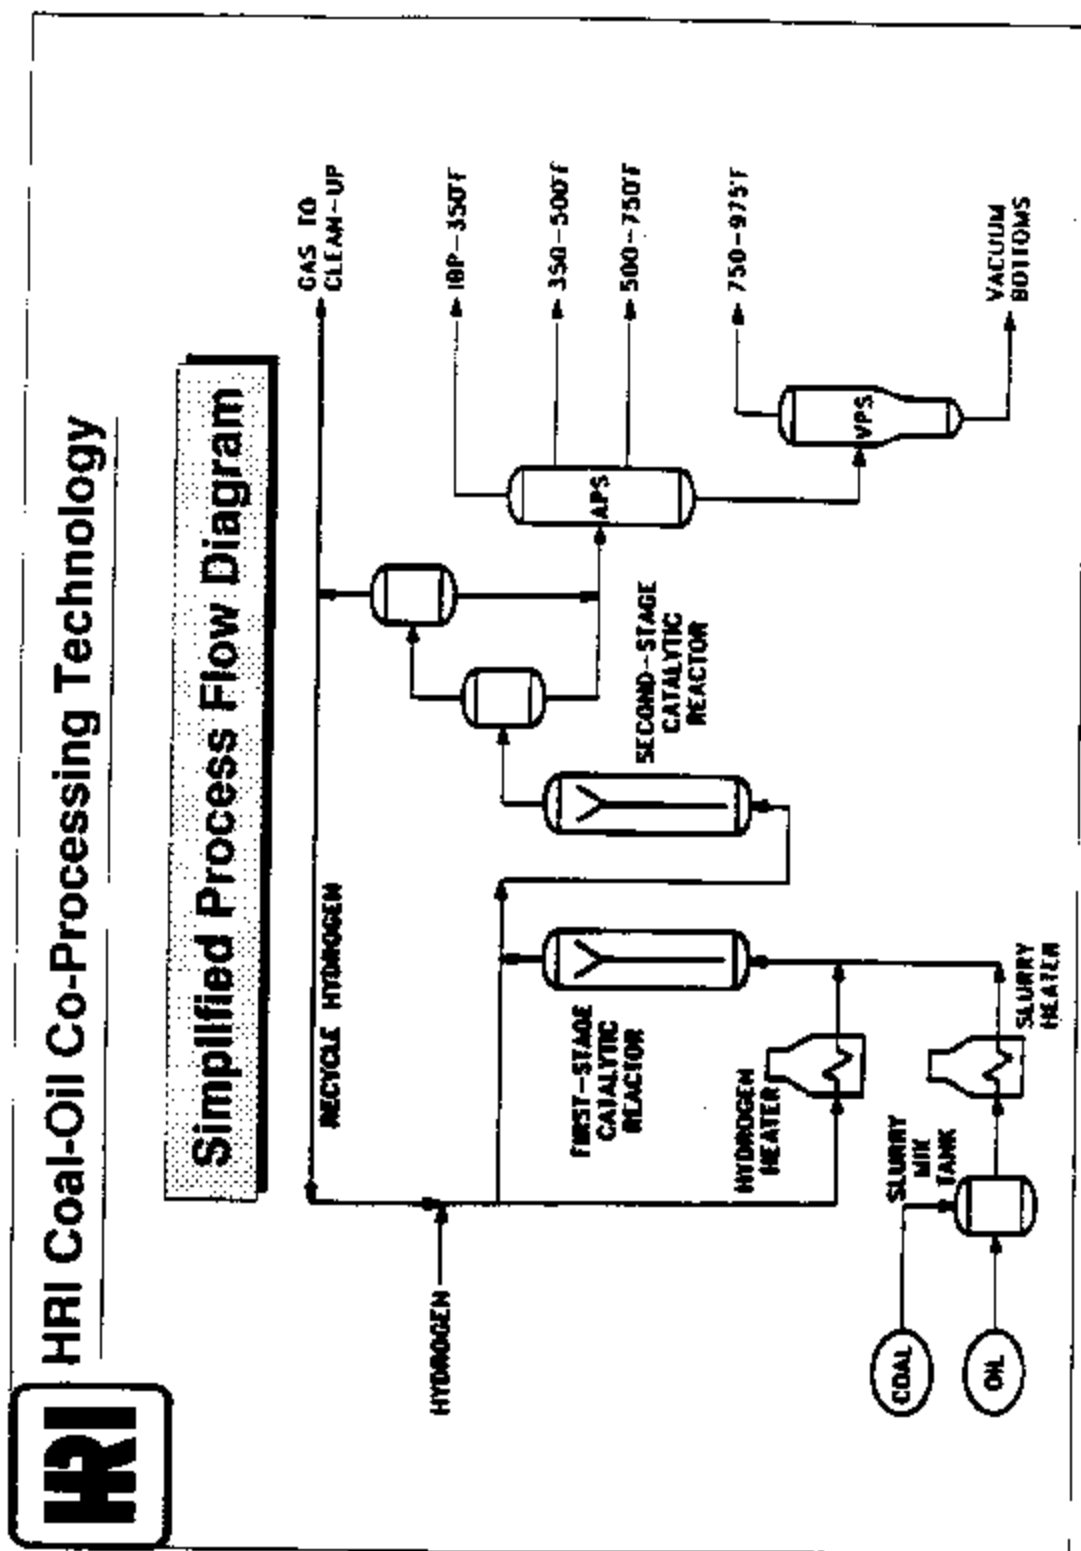 HRI
HRI Coal-Oil Co-Processing Technology
Simplified Process Flow Diagram
GAS TO
CLEAN-UP
RECYCLE HYDROGEN
HYDROGEN
IBP-350°F
350-500°F
500-750°F
750-975°F
APS
VPS
VACUUM
BOTTOMS
SECOND-STAGE
CATALYTIC
REACTOR
FIRST-STAGE
CATALYTIC
REACTOR
HYDROGEN
HEATER
SLURRY
MIX
TANK
SLURRY
HEATER
COAL
OIL